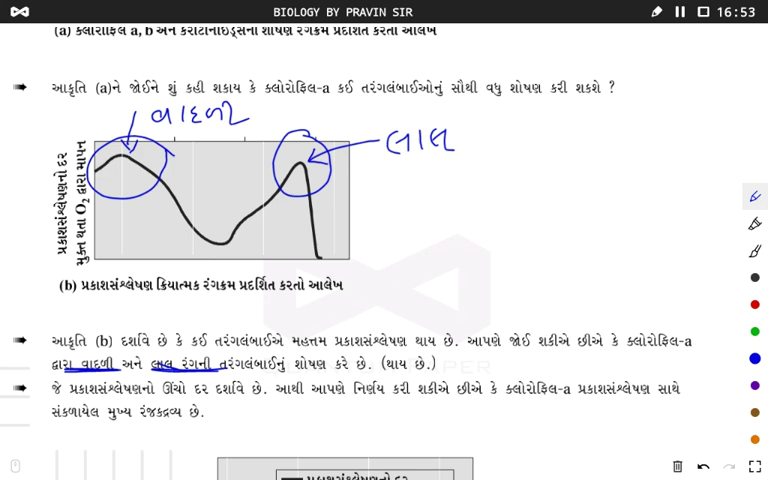 BIOLOGY BY PRAVIN SIR
16:53
(a) ક્લોરોફિલ a, b અને કેરોટીનોઇડ્સના શોષણ રંગક્રમ પ્રદર્શિત કરતો આલેખ
આકૃતિ (a)ને જોઈને શું કહી શકાય કે ક્લોરોફિલ-a કઈ તરંગલંબાઈઓનું સૌથી વધુ શોષણ કરી શકશે ?
વાદળી
લાલ
પ્રકાશસંશ્લેષણનો દર
મુક્ત થતા O₂ દ્વારા માપન
(b) પ્રકાશસંશ્લેષણ ક્રિયાત્મક રંગક્રમ પ્રદર્શિત કરતો આલેખ
આકૃતિ (b) દર્શાવે છે કે કઈ તરંગલંબાઈએ મહત્તમ પ્રકાશસંશ્લેષણ થાય છે. આપણે જોઈ શકીએ છીએ કે ક્લોરોફિલ-a
દ્વારા વાદળી અને લાલ રંગની તરંગલંબાઈનું શોષણ કરે છે. (થાય છે.)
જે પ્રકાશસંશ્લેષણનો ઊંચો દર દર્શાવે છે. આથી આપણે નિર્ણય કરી શકીએ છીએ કે ક્લોરોફિલ-a પ્રકાશસંશ્લેષણ સાથે
સંકળાયેલ મુખ્ય રંજકદ્રવ્ય છે.
પ્રકાશસંશ્લેષણનો દર